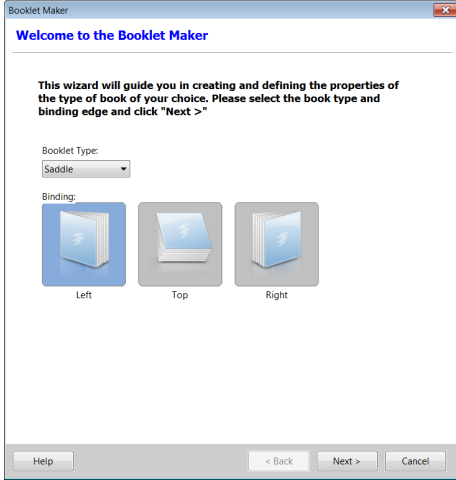 Booklet Maker
Welcome to the Booklet Maker
This wizard will guide you in creating and defining the properties of
the type of book of your choice. Please select the book type and
binding edge and click "Next >"
Booklet Type:
Saddle
Binding:
Left Top Right
Help < Back Next > Cancel